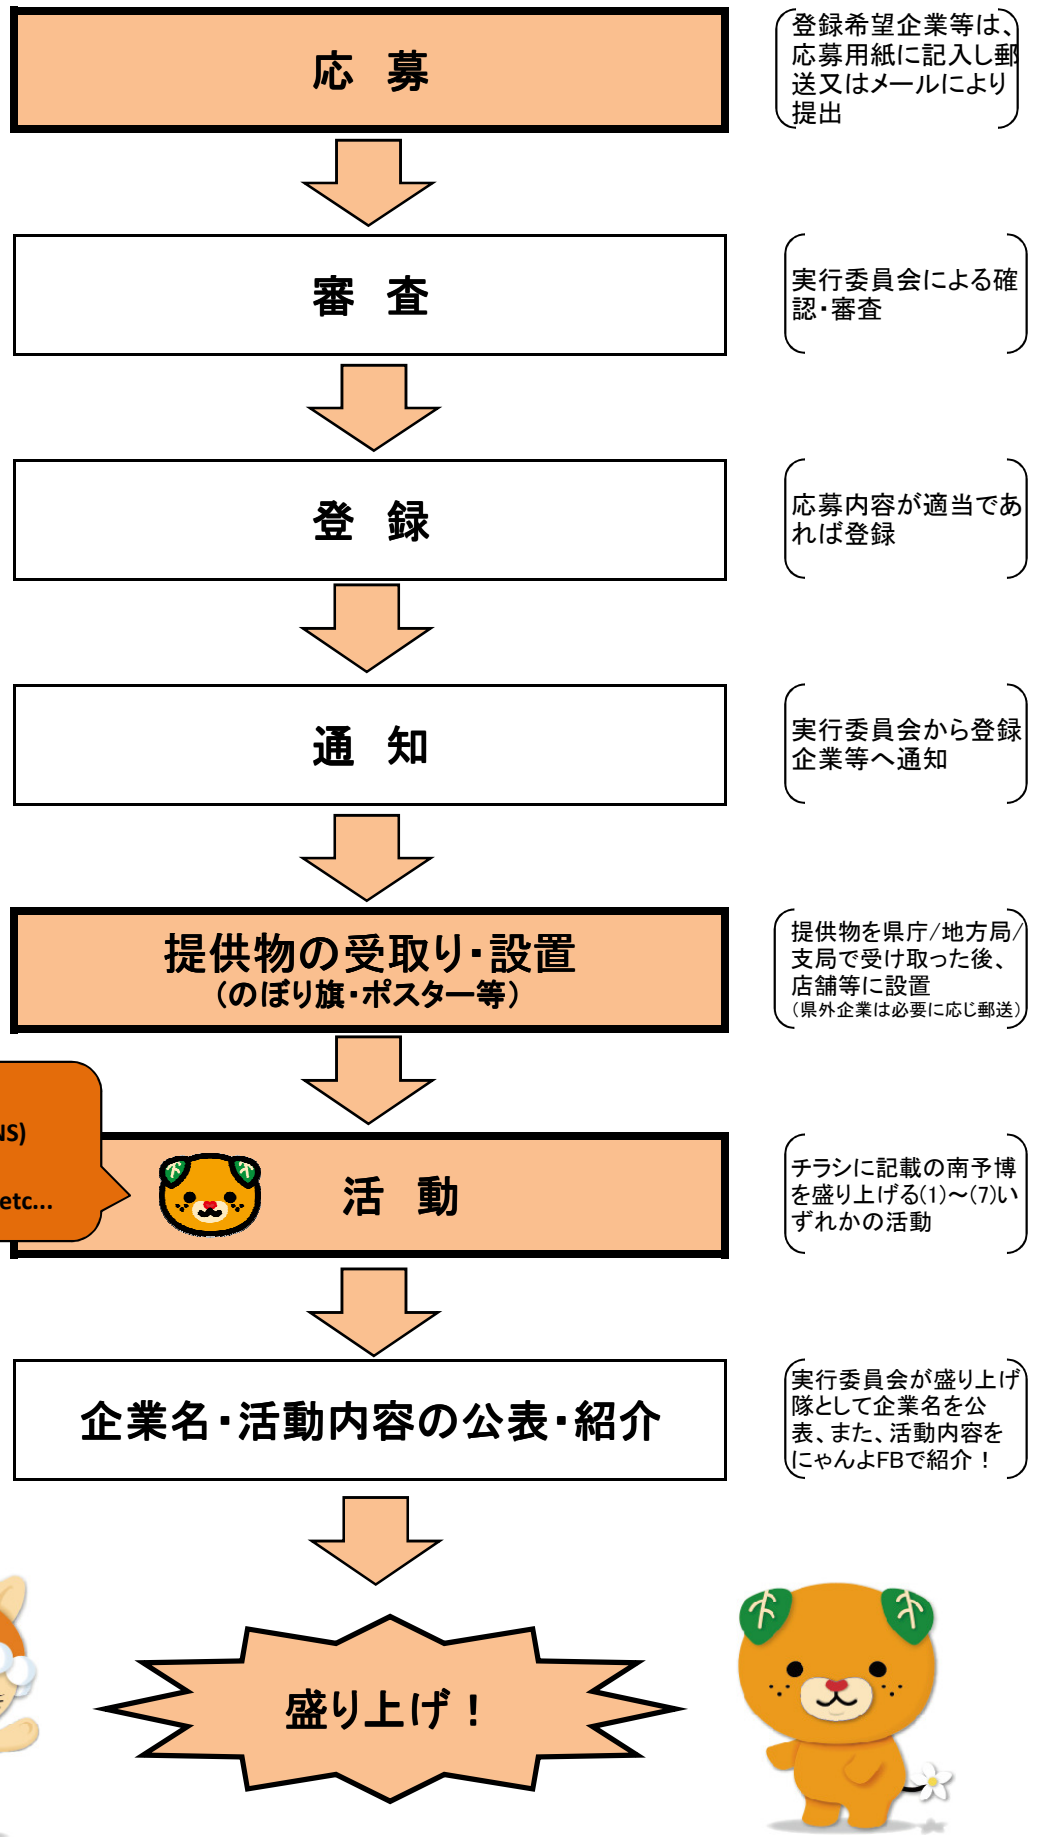 応　募
登録希望企業等は、
応募用紙に記入し郵
送又はメールにより
提出
審　査
実行委員会による確
認・審査
登　録
応募内容が適当であ
れば登録
通　知
実行委員会から登録
企業等へ通知
提供物の受取り・設置
（のぼり旗・ポスター等）
提供物を県庁/地方局/
支局で受け取った後、
店舗等に設置
（県外企業は必要に応じ郵送）
NS)
etc...
活　動
チラシに記載の南予博
を盛り上げる(1)～(7)い
ずれかの活動
企業名・活動内容の公表・紹介
実行委員会が盛り上げ
隊として企業名を公
表、また、活動内容を
にゃんよFBで紹介！
盛り上げ！